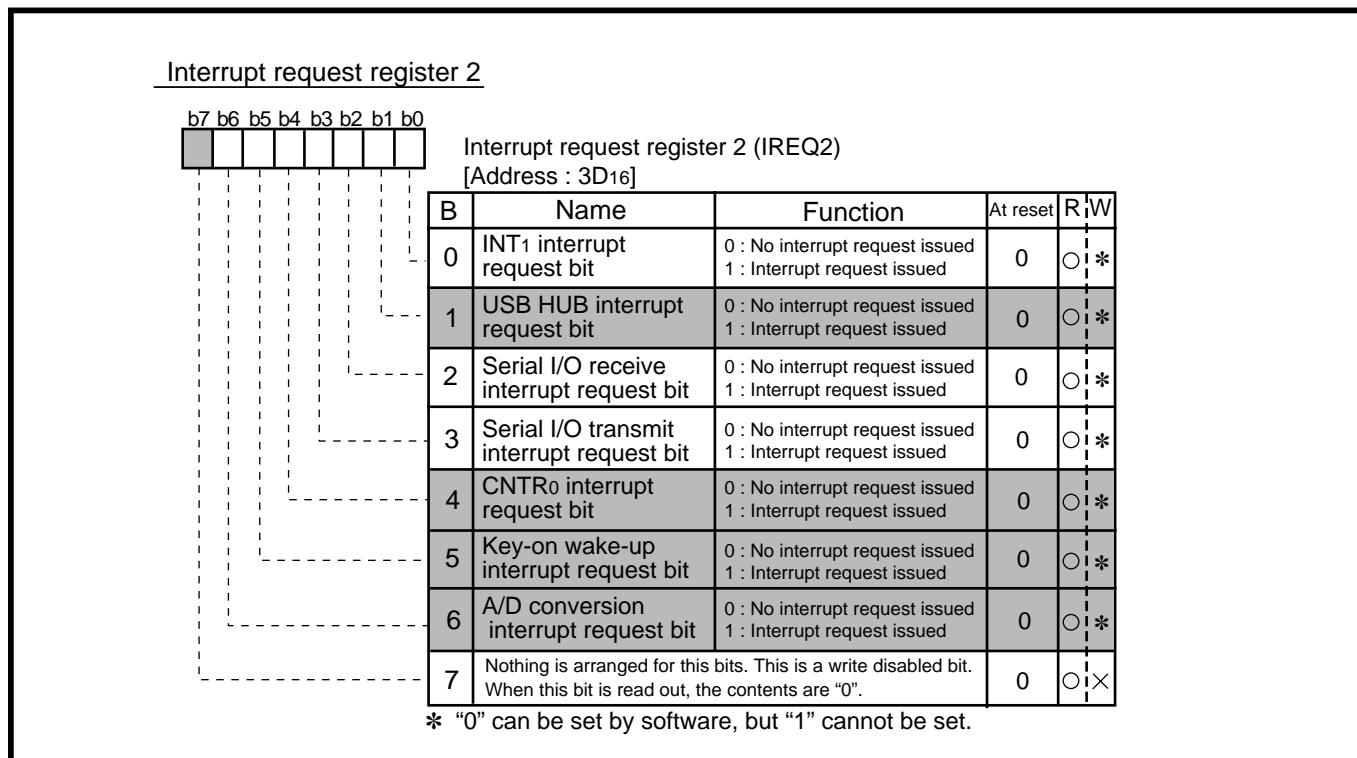 Interrupt request register 2
b7 b6 b5 b4 b3 b2 b1 b0
Interrupt request register 2 (IREQ2)
[Address : 3D16]
B Name Function At reset R W
0 INT1 interrupt request bit 0 : No interrupt request issued 0 ○ ✻
1 : Interrupt request issued
1 USB HUB interrupt request bit 0 : No interrupt request issued 0 ○ ✻
1 : Interrupt request issued
2 Serial I/O receive interrupt request bit 0 : No interrupt request issued 0 ○ ✻
1 : Interrupt request issued
3 Serial I/O transmit interrupt request bit 0 : No interrupt request issued 0 ○ ✻
1 : Interrupt request issued
4 CNTR0 interrupt request bit 0 : No interrupt request issued 0 ○ ✻
1 : Interrupt request issued
5 Key-on wake-up interrupt request bit 0 : No interrupt request issued 0 ○ ✻
1 : Interrupt request issued
6 A/D conversion interrupt request bit 0 : No interrupt request issued 0 ○ ✻
1 : Interrupt request issued
7 Nothing is arranged for this bits. This is a write disabled bit. 0 ○ ×
When this bit is read out, the contents are “0”.
✻ “0” can be set by software, but “1” cannot be set.